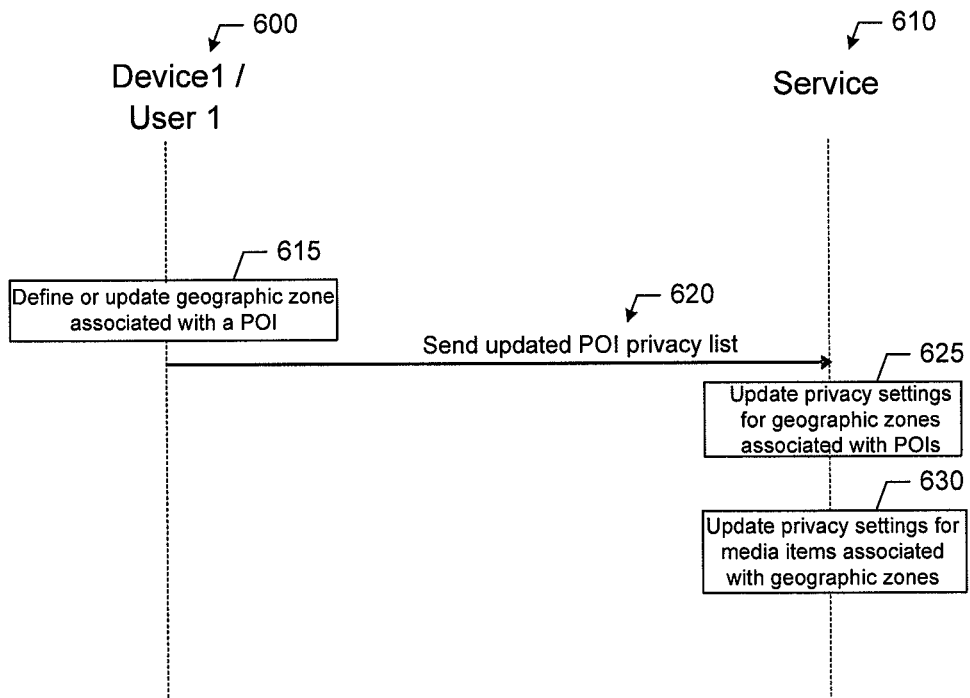 600
Device1 /
User 1
610
Service
615
Define or update geographic zone
associated with a POI
620
Send updated POI privacy list
625
Update privacy settings
for geographic zones
associated with POIs
630
Update privacy settings for
media items associated
with geographic zones